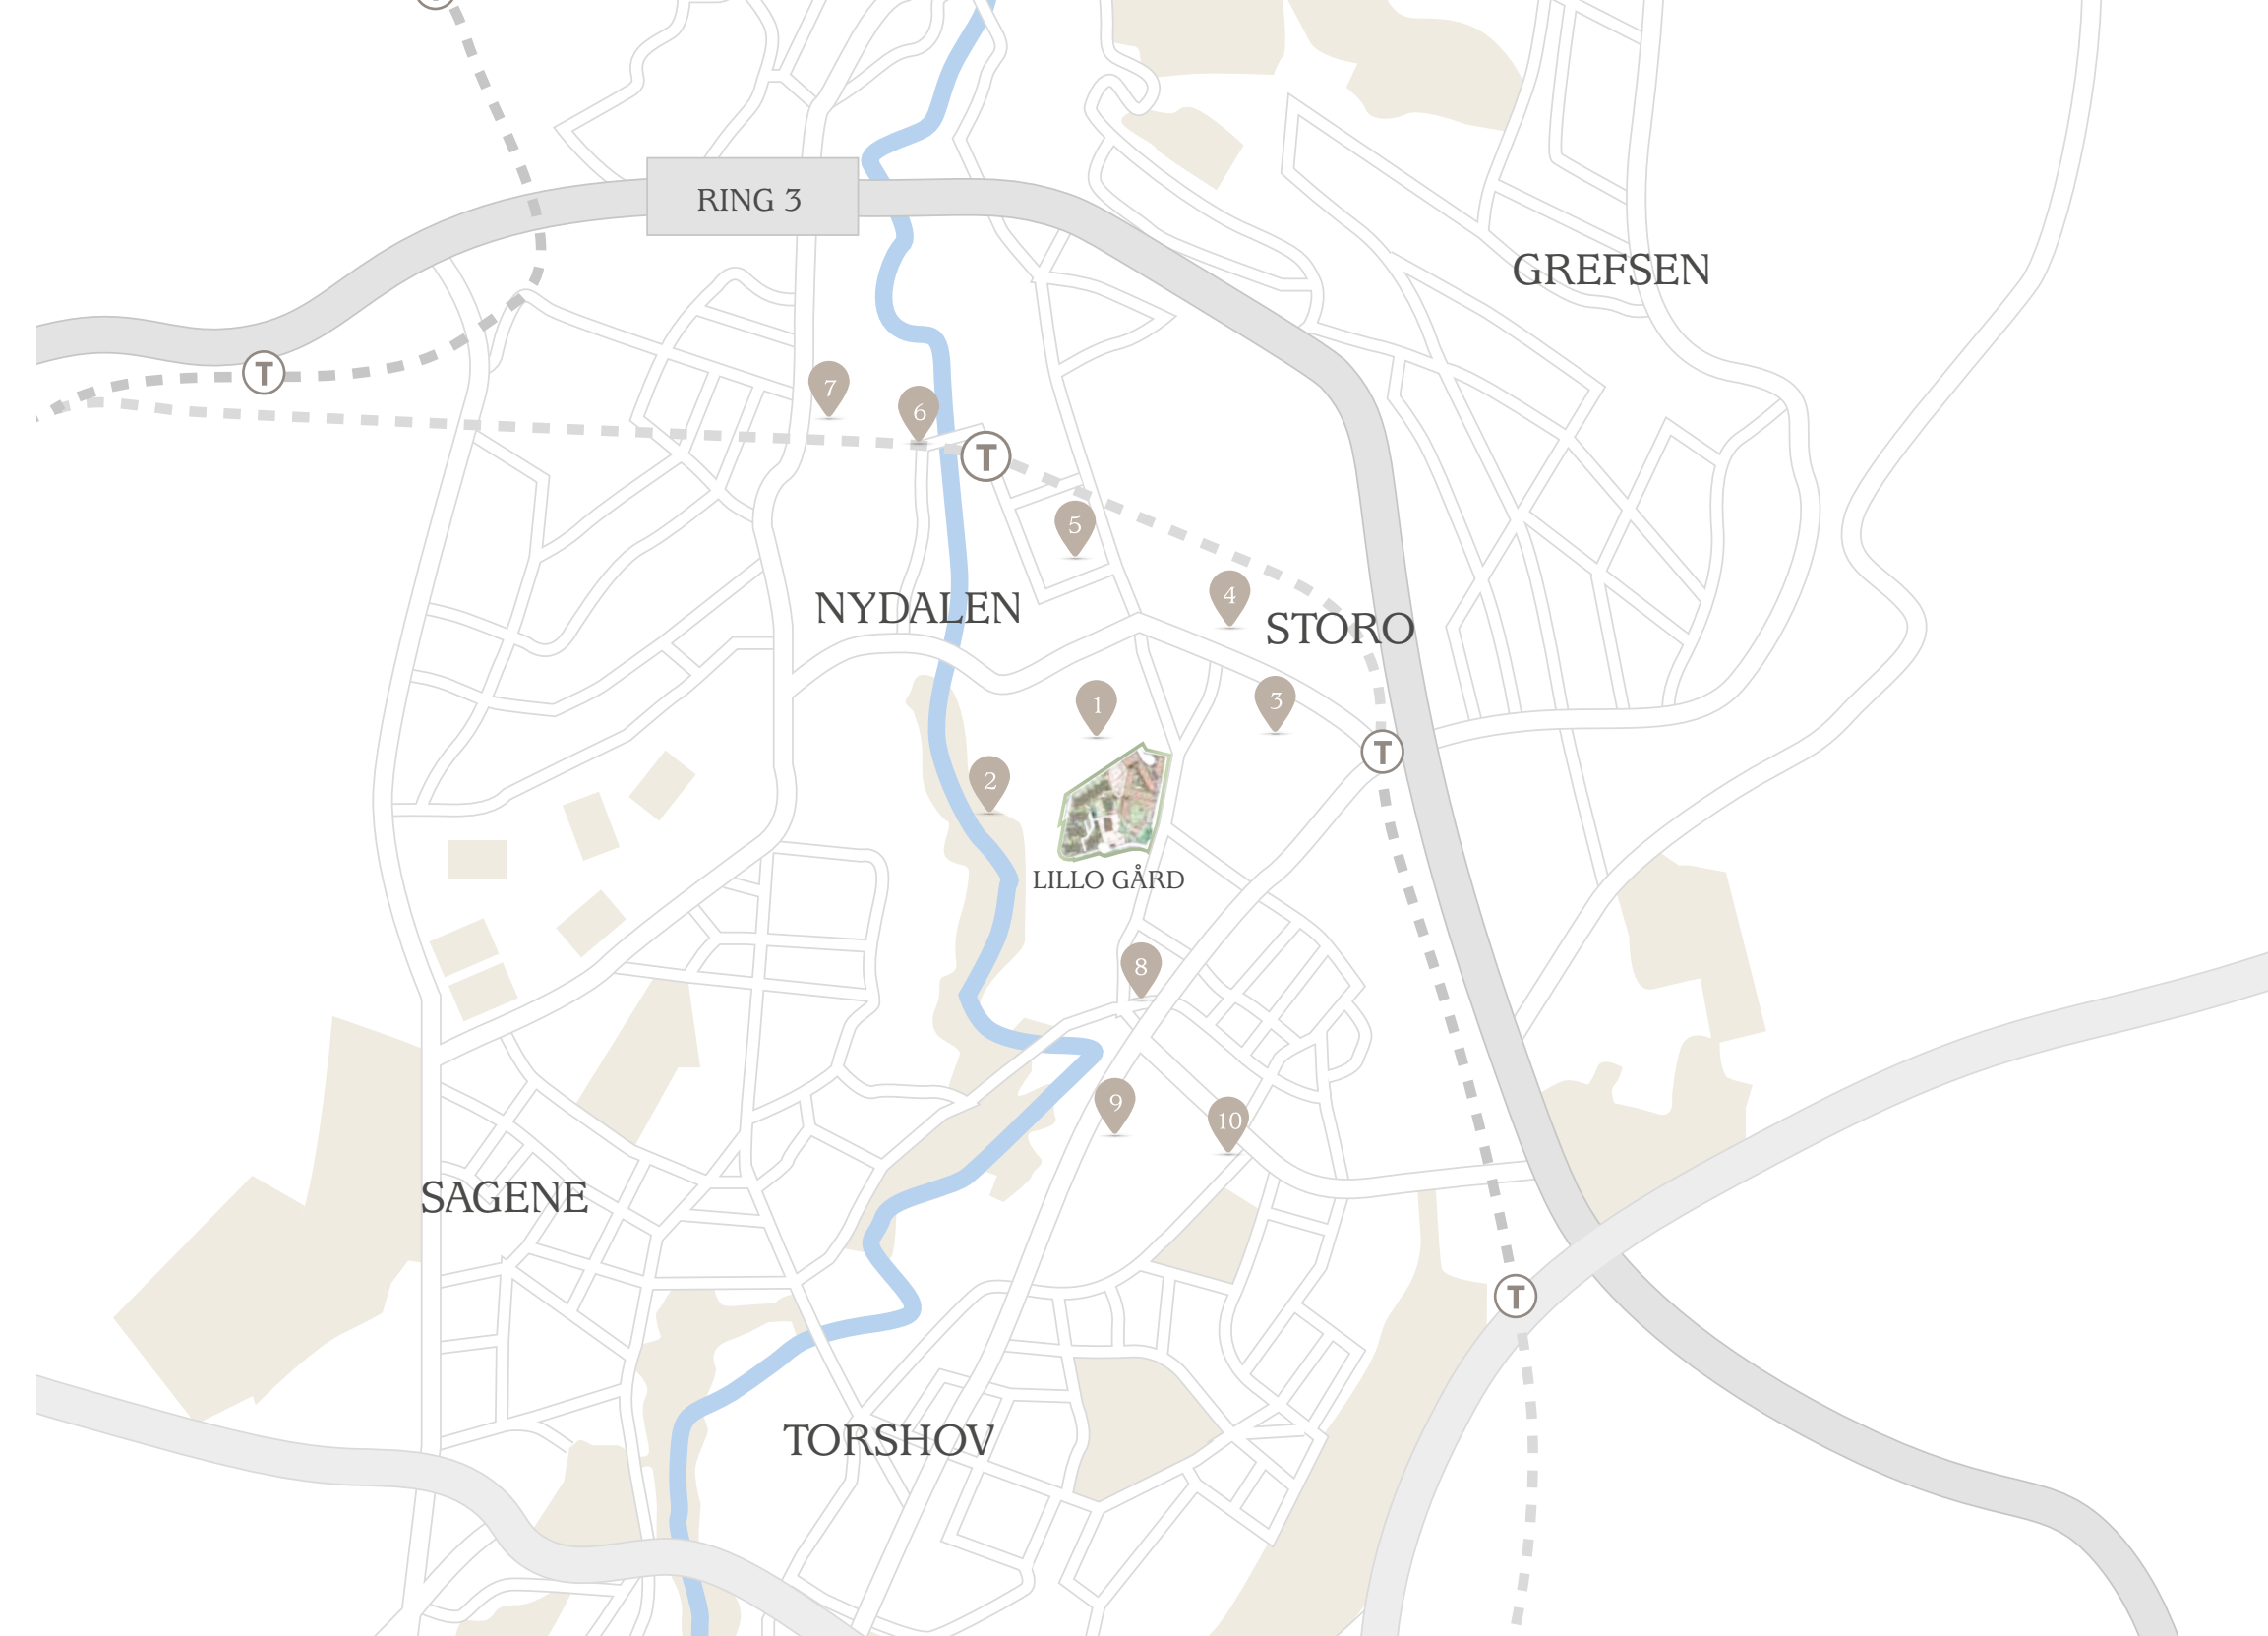 RING 3
GREFSEN
T
7
6
T
5
4
NYDALEN
STORO
3
1
T
2
LILLO GÅRD
8
9
10
SAGENE
T
TORSHOV